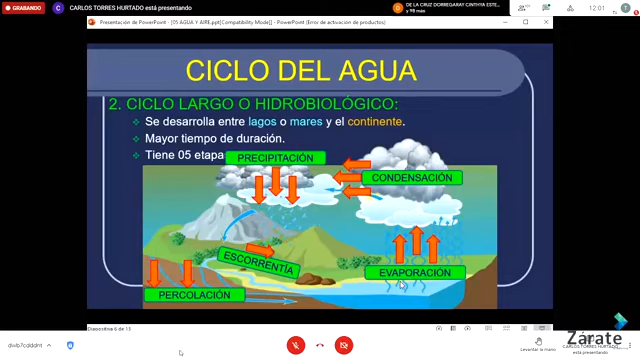 GRABANDO
C CARLOS TORRES HURTADO está presentando
DE LA CRUZ DORREGARAY CINTHYA ESTE...
y 98 más
12:01
Presentación de PowerPoint - [05 AGUA Y AIRE.ppt[Compatibility Mode]] - PowerPoint (Error de activación de productos)
CICLO DEL AGUA
2. CICLO LARGO O HIDROBIOLÓGICO:
Se desarrolla entre lagos o mares y el continente.
Mayor tiempo de duración.
Tiene 05 etapa
PRECIPITACIÓN
CONDENSACIÓN
ESCORRENTÍA
EVAPORACIÓN
PERCOLACIÓN
Diapositiva 6 de 13
Zárate
Levantar la mano
CARLOS TORRES HURTADO
está presentando